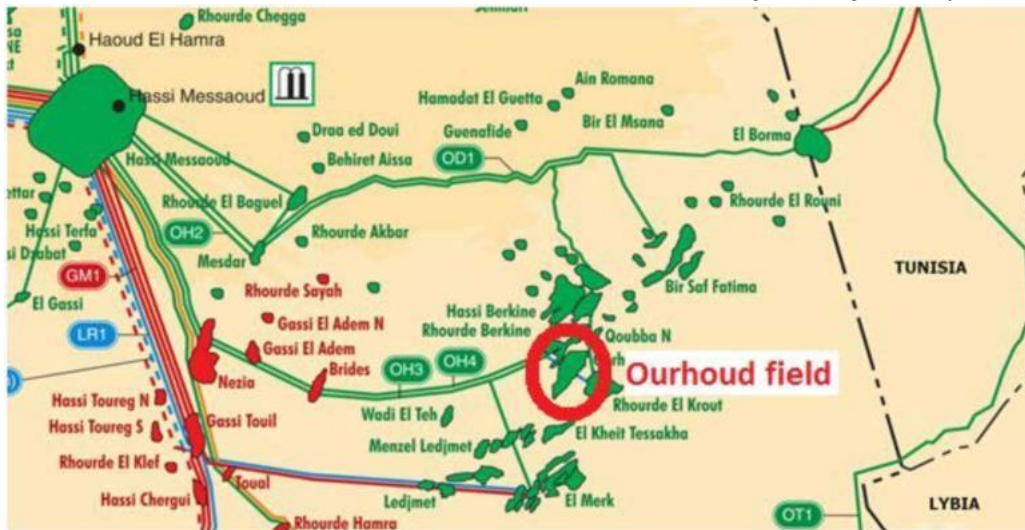 Rhourde Chegga
Haoud El Hamra
Hassi Messaoud
Hassi Messaoud
Ain Romana
Hamadat El Guetta
Guenafide
Bir El Msana
El Borma
Draa ed Doui
Behiret Aissa
OD1
Rhourde El Baguel
OH2
Mesdar
Rhourde Akbar
Rhourde El Rouni
TUNISIA
Hassi Terfa
GM1
El Gassi
LR1
Rhourde Sayah
Gassi El Adem N
Gassi El Adem
Nezia
Brides
Hassi Berkine
Rhourde Berkine
Bir Saf Fatima
Qoubba N
OH3
OH4
Ourhoud field
Rhourde El Krout
Wadi El Teh
Hassi Toureg N
Hassi Toureg S
Gassi Touil
Menzel Ledjmet
El Kheit Tessakha
Rhourde El Klef
Toual
Hassi Chergui
Ledjmet
El Merk
Rhourde Hamra
OT1
LYBIA